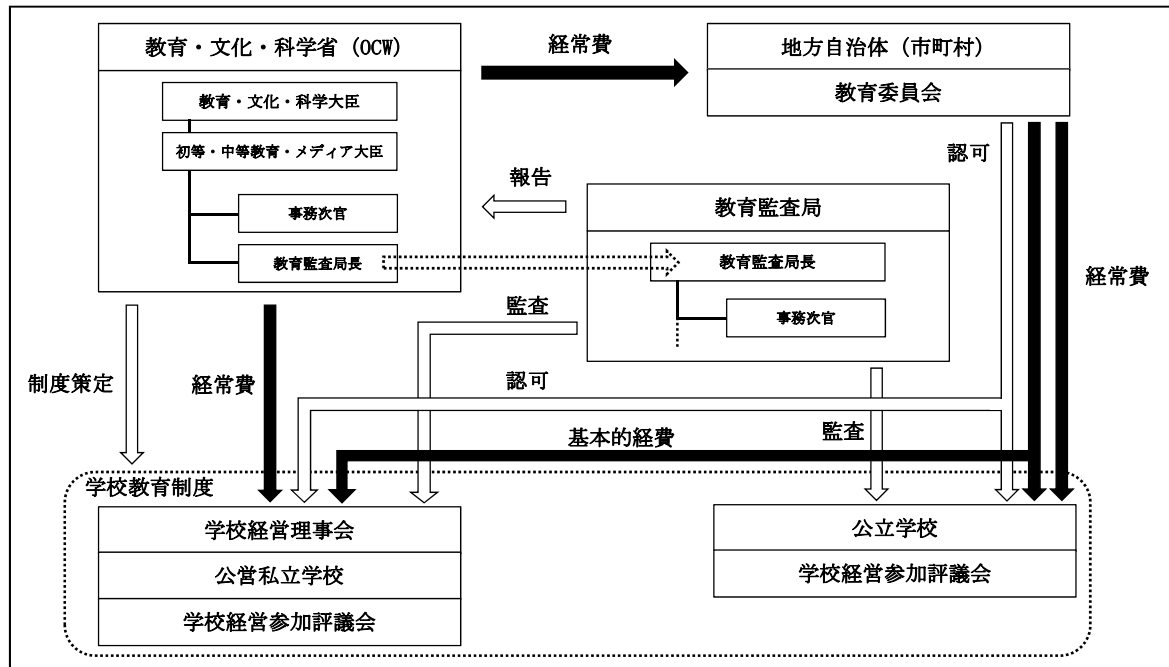 教育・文化・科学省 (OCW)
教育・文化・科学大臣
初等・中等教育・メディア大臣
事務次官
教育監査局長
経常費
地方自治体 (市町村)
教育委員会
認可
報告
教育監査局
教育監査局長
事務次官
経常費
監査
制度策定
経常費
認可
監査
基本的経費
学校教育制度
学校経営理事会
公営私立学校
学校経営参加評議会
公立学校
学校経営参加評議会